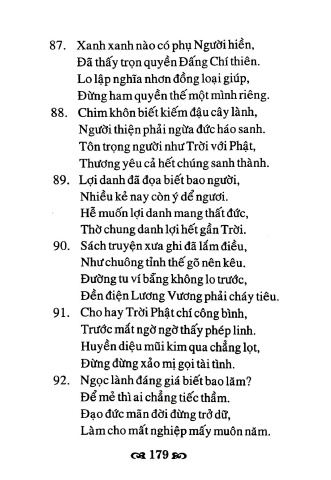 87. Xanh xanh nào có phụ Người hiền,
Đã thấy trọn quyền Đấng Chí thiên.
Lo lập nghĩa nhơn đồng loại giúp,
Đừng ham quyền thế một mình riêng.
88. Chim khôn biết kiếm đậu cây lành,
Người thiện phải ngừa đức háo sanh.
Tôn trọng người như Trời với Phật,
Thương yêu cả hết chúng sanh thành.
89. Lợi danh đã đọa biết bao người,
Nhiều kẻ nay còn ý dể ngươi.
Hễ muốn lợi danh mang thất đức,
Thờ chung danh lợi hết gần Trời.
90. Sách truyện xưa ghi đã lắm điều,
Như chuông tỉnh thế gõ nên kêu.
Đường tu ví bẳng không lo trước,
Đền điện Lương Vương phải cháy tiêu.
91. Cho hay Trời Phật chí công bình,
Trước mắt ngờ ngờ thấy phép linh.
Huyền diệu mũi kim qua chẳng lọt,
Đừng đừng xảo mị gọi tài tình.
92. Ngọc lành đáng giá biết bao lăm?
Để mẻ thì ai chẳng tiếc thầm.
Đạo đức mãn đời đừng trở dữ,
Làm cho mất nghiệp mấy muôn năm.
179